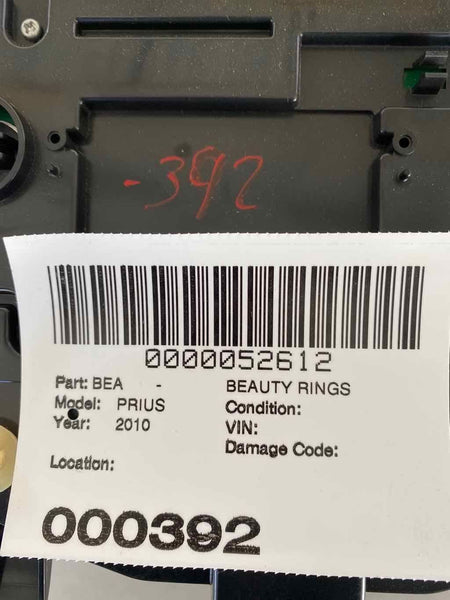 -392
0000052612
Part: BEA - BEAUTY RINGS
Model: PRIUS Condition:
Year: 2010 VIN:
Damage Code:
Location:
000392